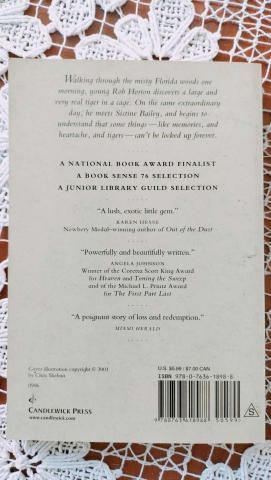 Walking through the misty Florida woods one
morning, young Rob Horton discovers a large and
very real tiger in a cage. On the same extraordinary
day, he meets Sistine Bailey, and begins to
understand that some things — like memories, and
heartache, and tigers — can't be locked up forever.
A NATIONAL BOOK AWARD FINALIST
A BOOK SENSE 76 SELECTION
A JUNIOR LIBRARY GUILD SELECTION
"A lush, exotic little gem."
KAREN HESSE
Newbery Medal–winning author of Out of the Dust
"Powerfully and beautifully written."
ANGELA JOHNSON
Winner of the Coretta Scott King Award
for Heaven and Toning the Sweep
and of the Michael L. Printz Award
for The First Part Last
"A poignant story of loss and redemption."
MIAMI HERALD
Cover illustration copyright © 2001
by Chris Sheban
0906
CANDLEWICK PRESS
www.candlewick.com
U.S. $5.99 / $7.00 CAN
ISBN 978-0-7636-1898-8
9 780763 618988 50599
S